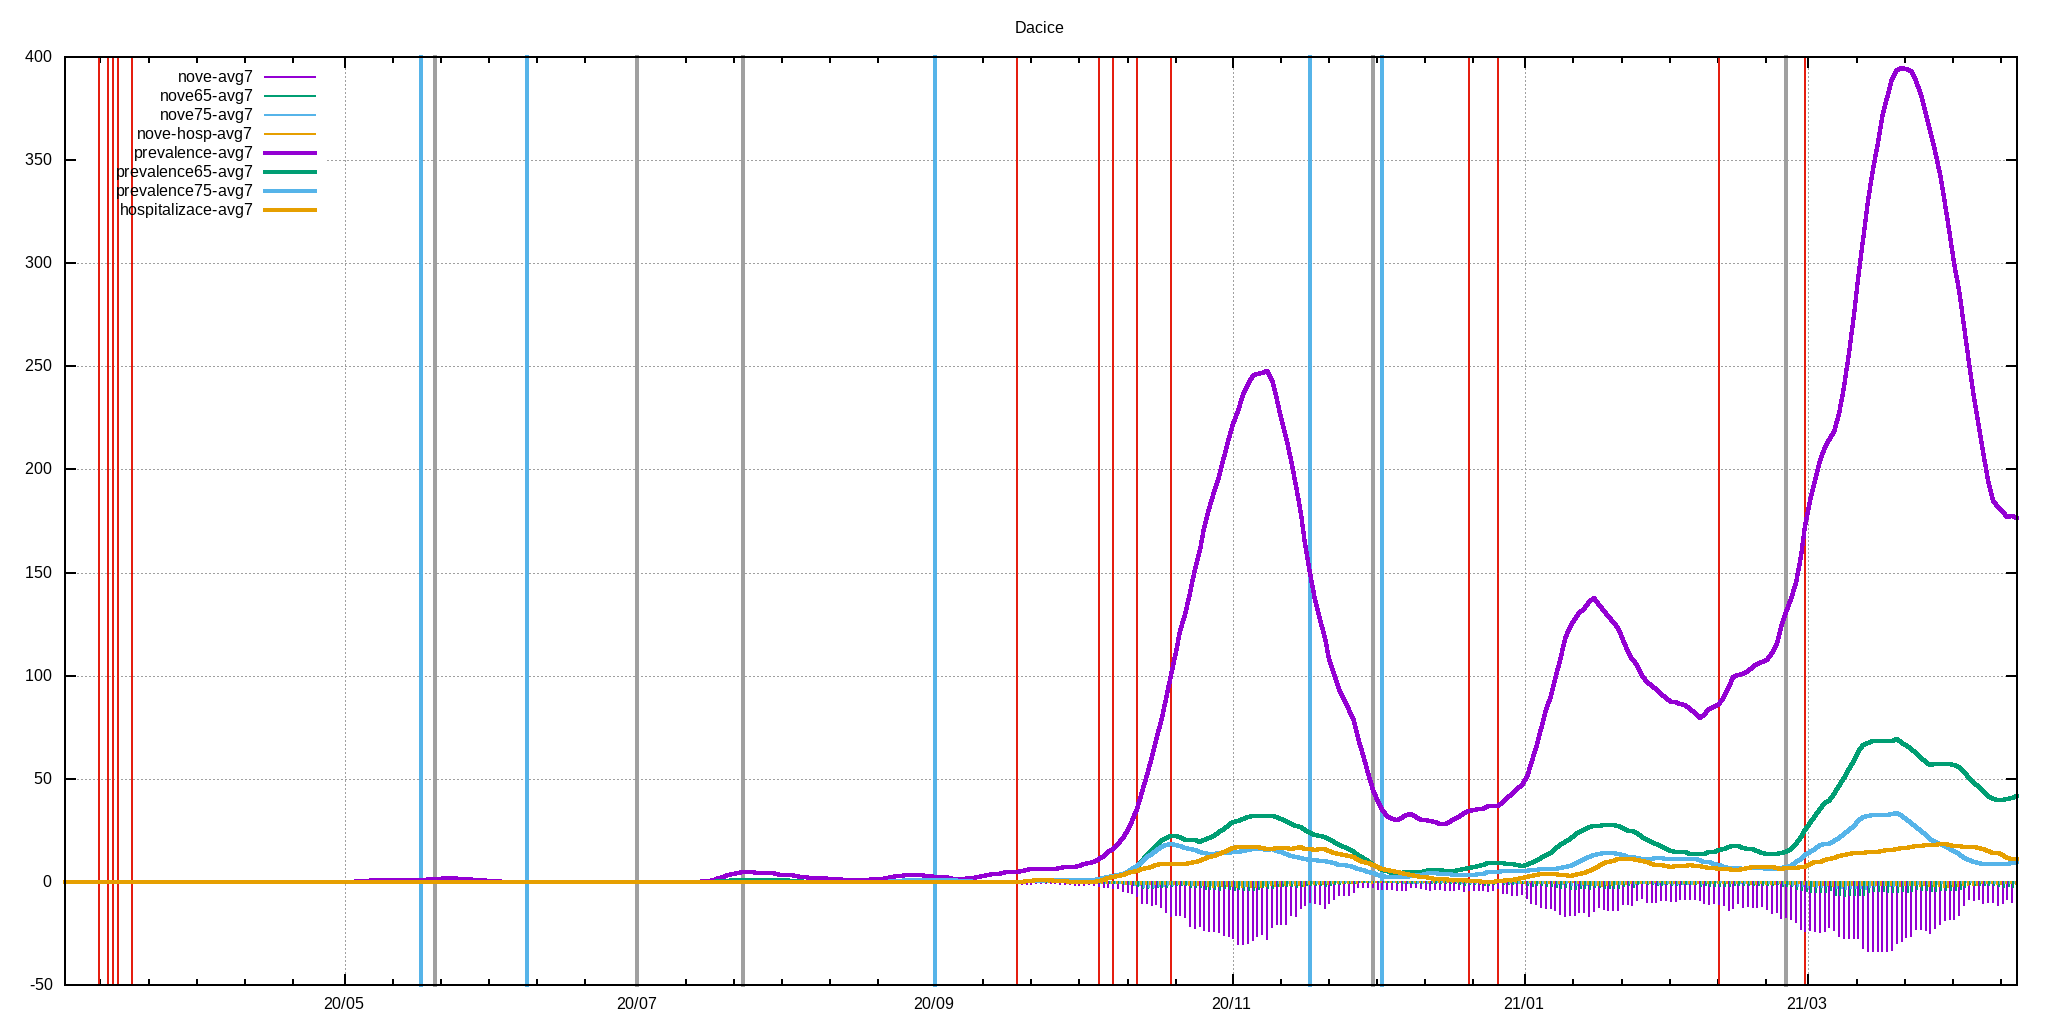 Dacice
400
350
300
250
200
150
100
50
0
-50
nove-avg7
nove65-avg7
nove75-avg7
nove-hosp-avg7
prevalence-avg7
prevalence65-avg7
prevalence75-avg7
hospitalizace-avg7
20/05 20/07 20/09 20/11 21/01 21/03